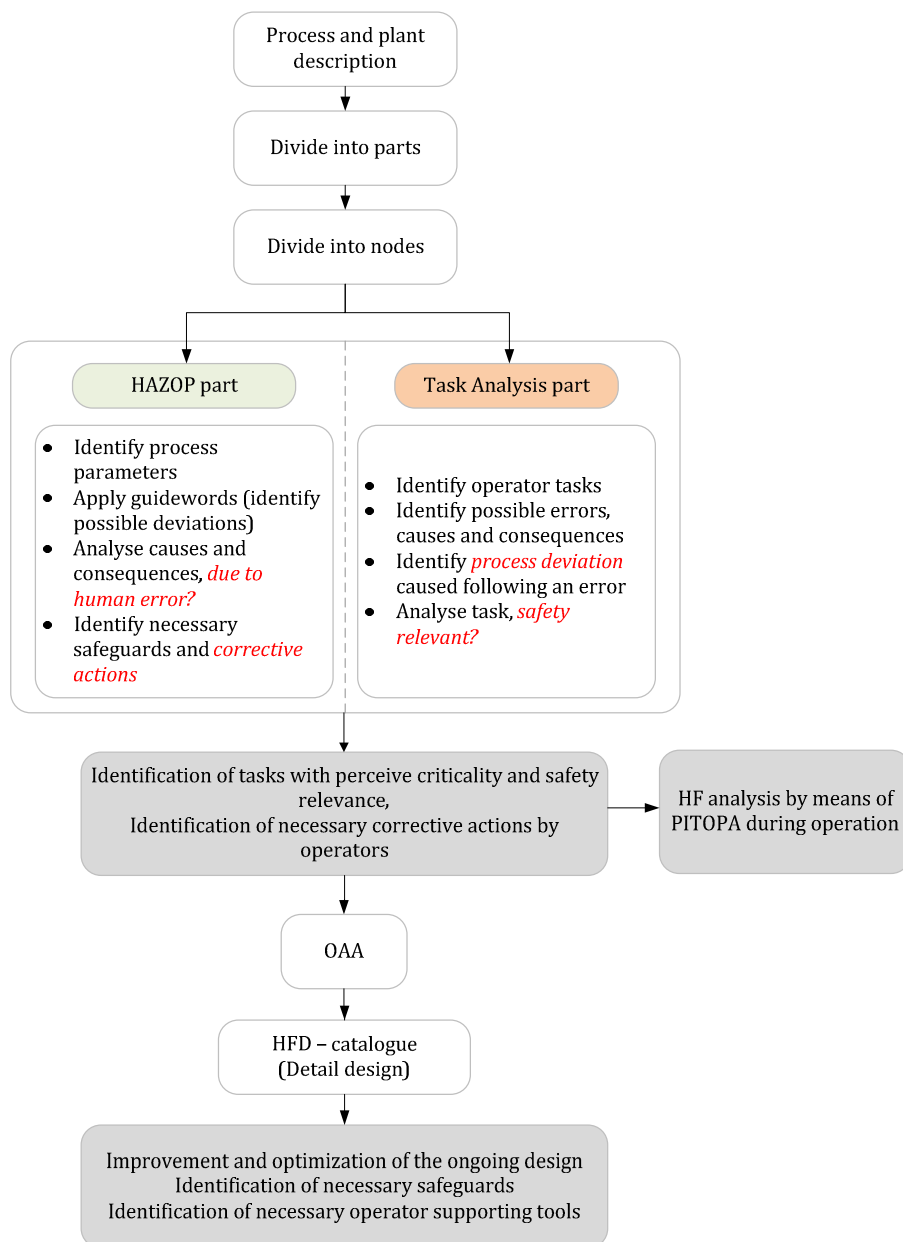 Process and plant
description
Divide into parts
Divide into nodes
HAZOP part
● Identify process
parameters
● Apply guidewords (identify
possible deviations)
● Analyse causes and
consequences, due to
human error?
● Identify necessary
safeguards and corrective
actions
Task Analysis part
● Identify operator tasks
● Identify possible errors,
causes and consequences
● Identify process deviation
caused following an error
● Analyse task, safety
relevant?
Identification of tasks with perceive criticality and safety
relevance,
Identification of necessary corrective actions by
operators
HF analysis by means of
PITOPA during operation
OAA
HFD – catalogue
(Detail design)
Improvement and optimization of the ongoing design
Identification of necessary safeguards
Identification of necessary operator supporting tools